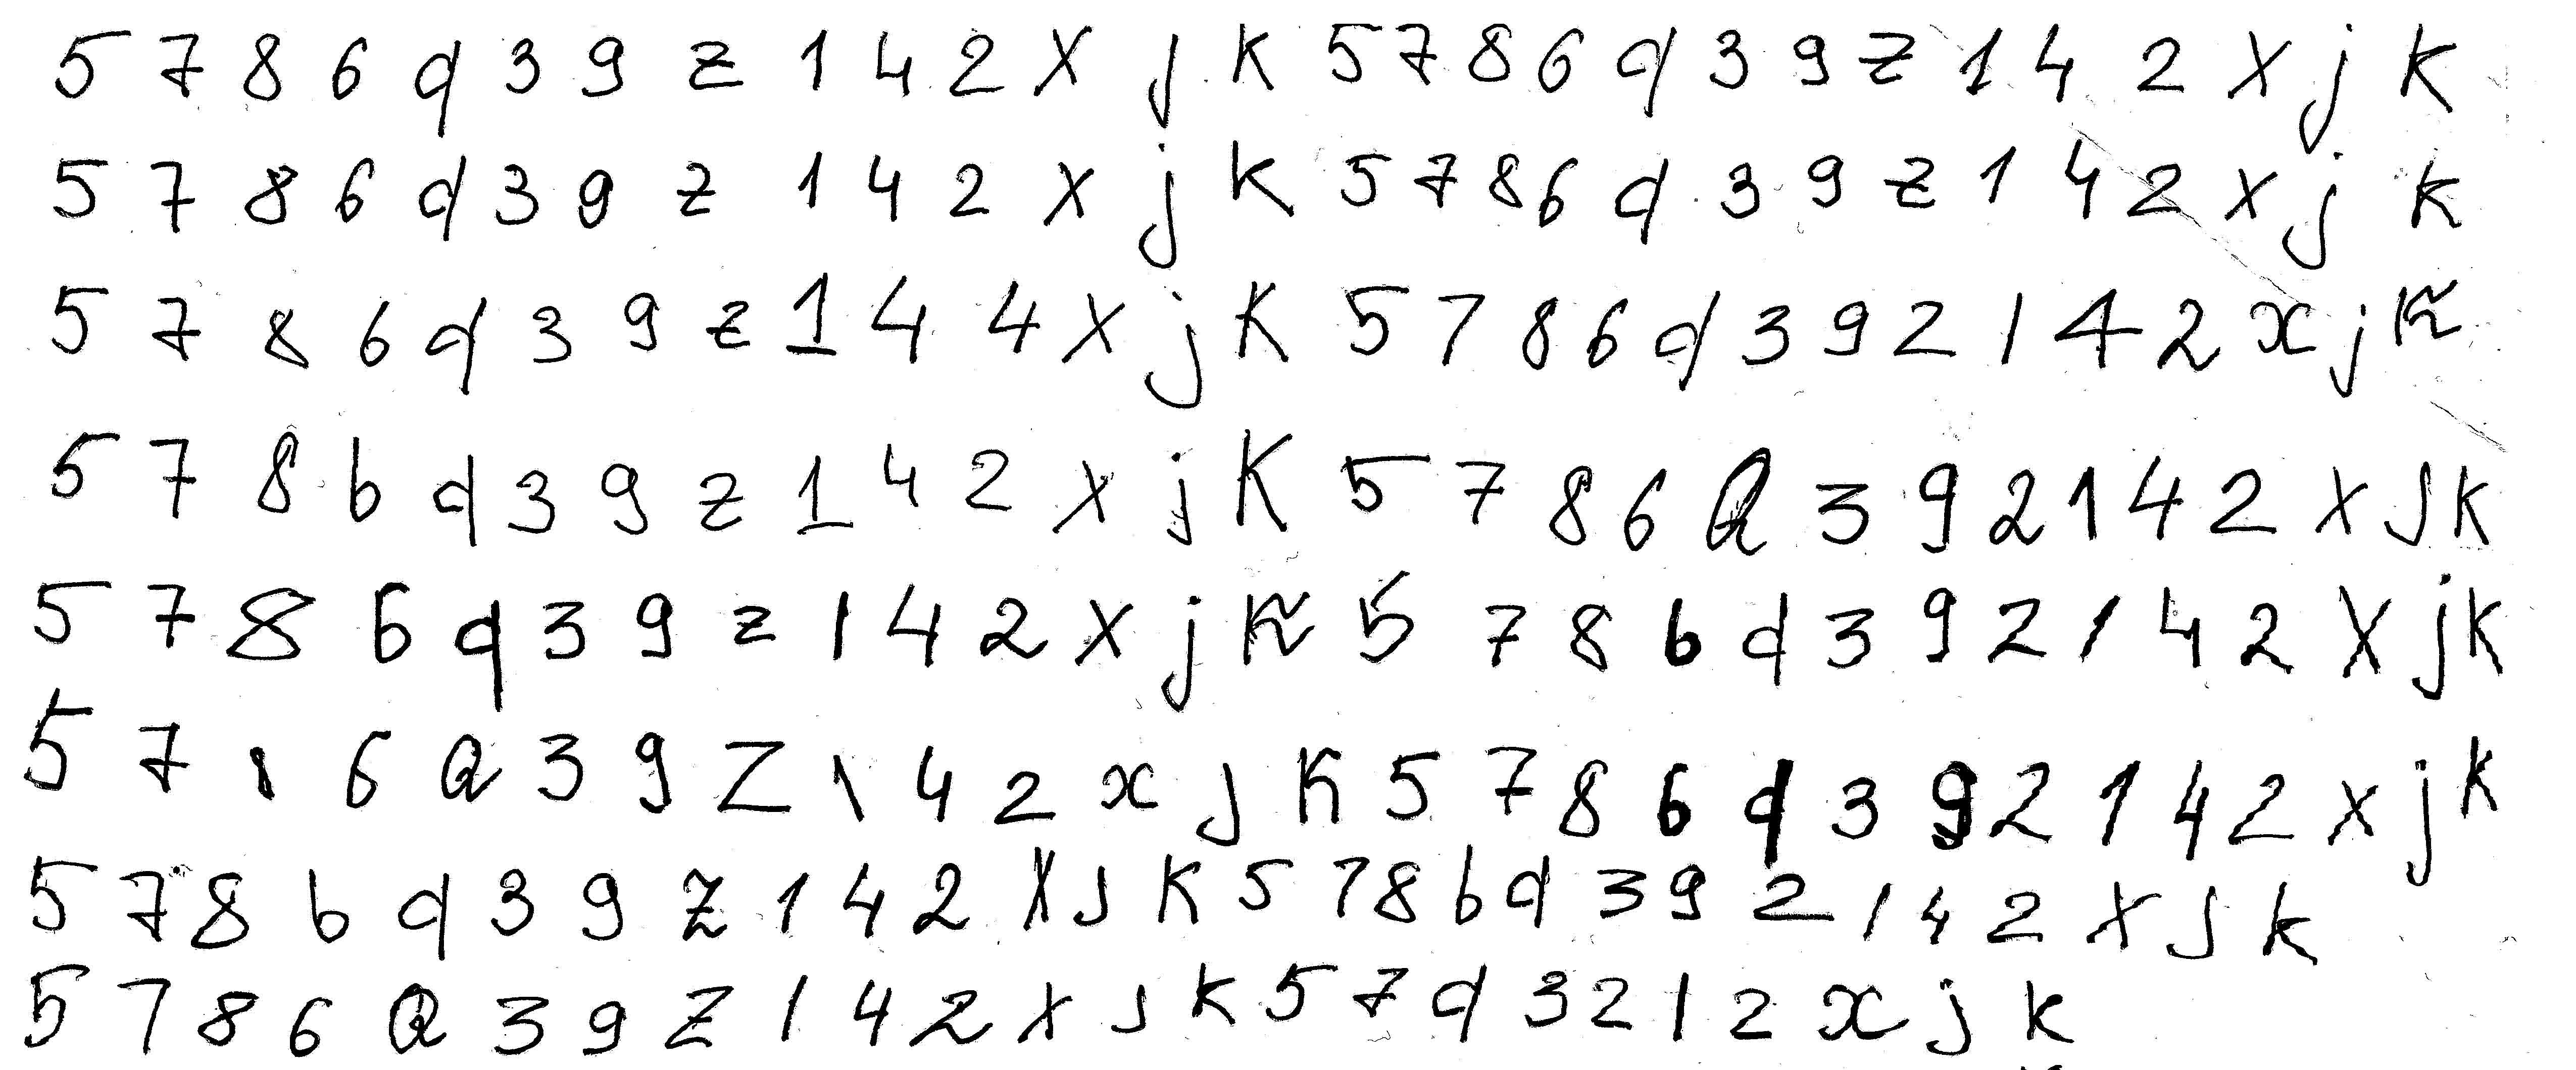 5 7 8 6 q 3 9 z 1 4 2 x j k 5 7 8 6 q 3 9 z 1 4 2 x j k
5 7 8 6 q 3 9 z 1 4 2 x j k 5 7 8 6 q 3 9 z 1 4 2 x j k
5 7 8 6 q 3 9 z 1 4 4 x j k 5 7 8 6 q 3 9 2 1 4 2 x j k
5 7 8 b q 3 9 z 1 4 2 x j K 5 7 8 6 Q 3 9 2 1 4 2 x J k
5 7 8 6 q 3 9 z 1 4 2 x j k 5 7 8 b q 3 9 2 1 4 2 X j k
5 7 1 6 Q 3 9 Z 1 4 2 x J k 5 7 8 6 q 3 9 2 1 4 2 x j k
5 7 8 b q 3 9 z 1 4 2 X J K 5 7 8 b q 3 9 2 1 4 2 X J k
5 7 8 6 Q 3 9 Z 1 4 2 x J k 5 7 q 3 2 1 2 x j k